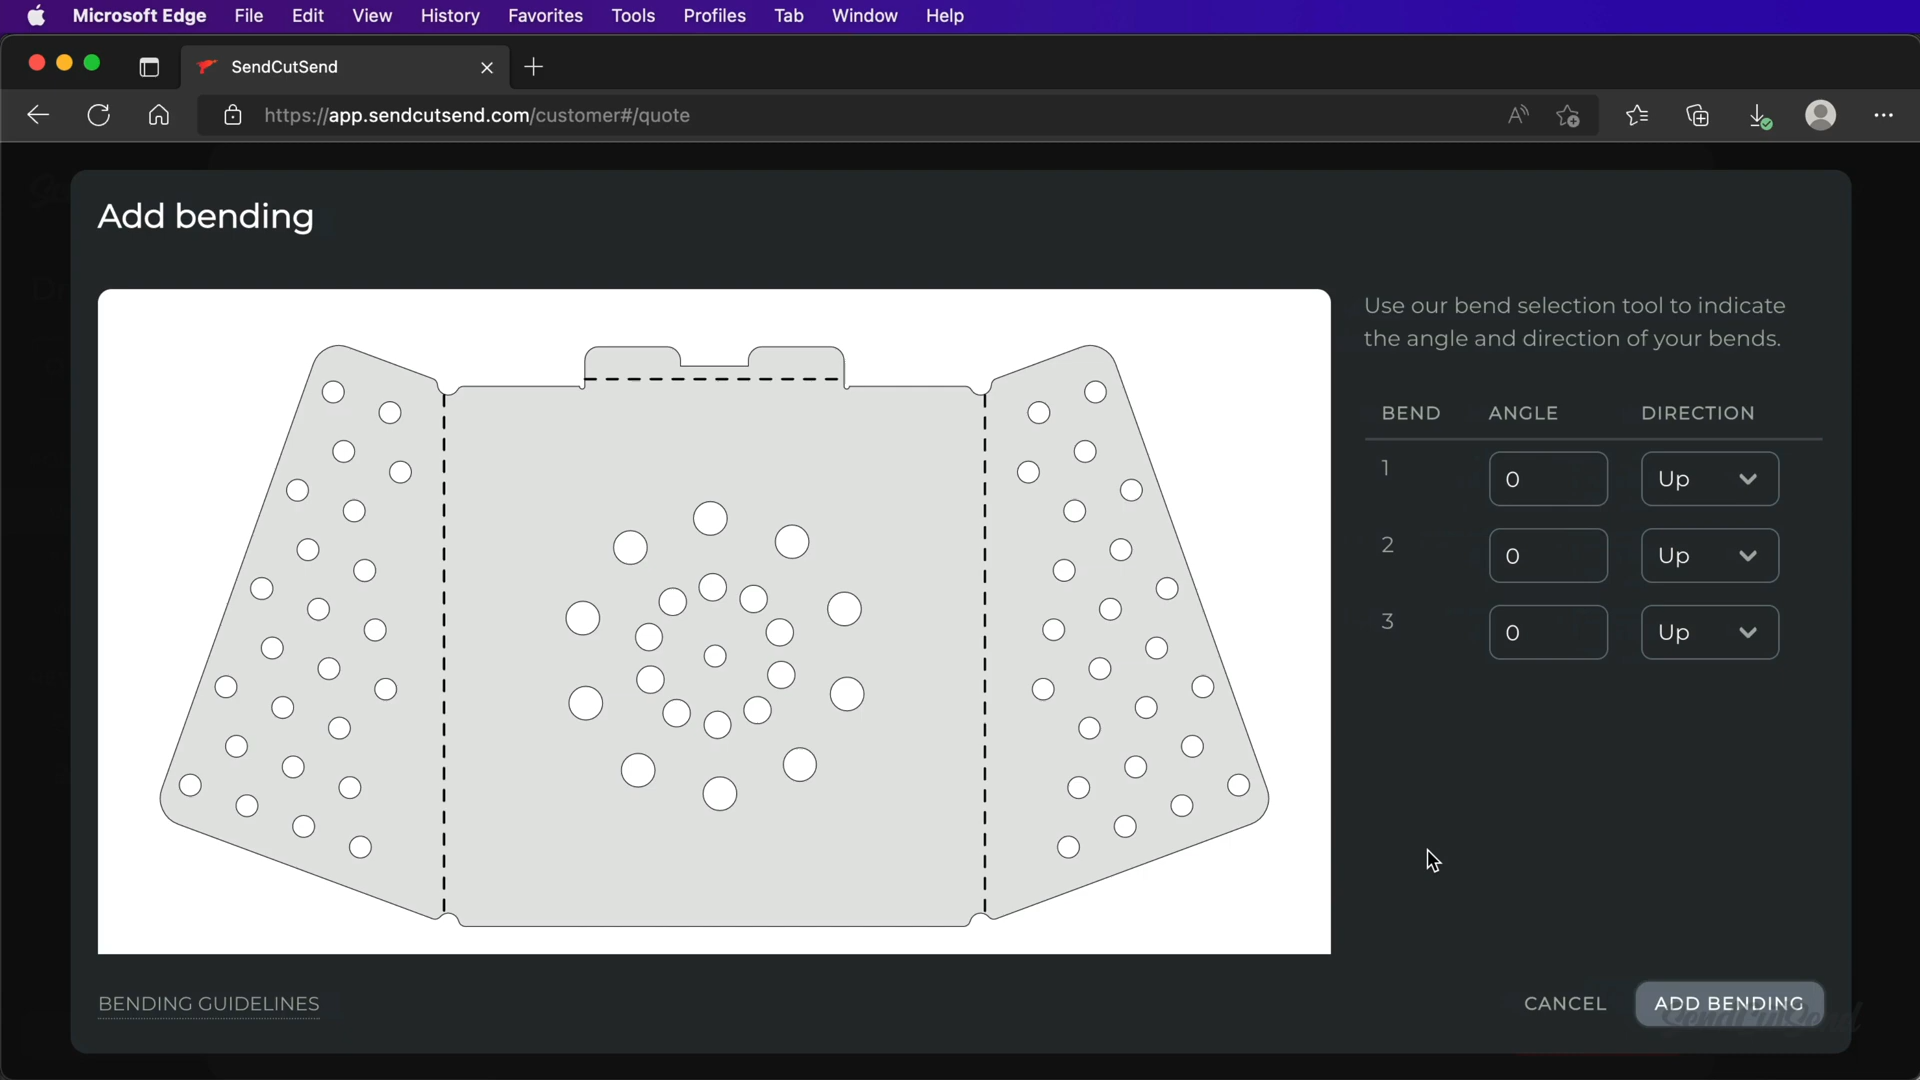 Microsoft Edge File Edit View History Favorites Tools Profiles Tab Window Help
SendCutSend
https://app.sendcutsend.com/customer#/quote
Add bending
Use our bend selection tool to indicate
the angle and direction of your bends.
BEND ANGLE DIRECTION
1 0 Up
2 0 Up
3 0 Up
BENDING GUIDELINES
CANCEL
ADD BENDING